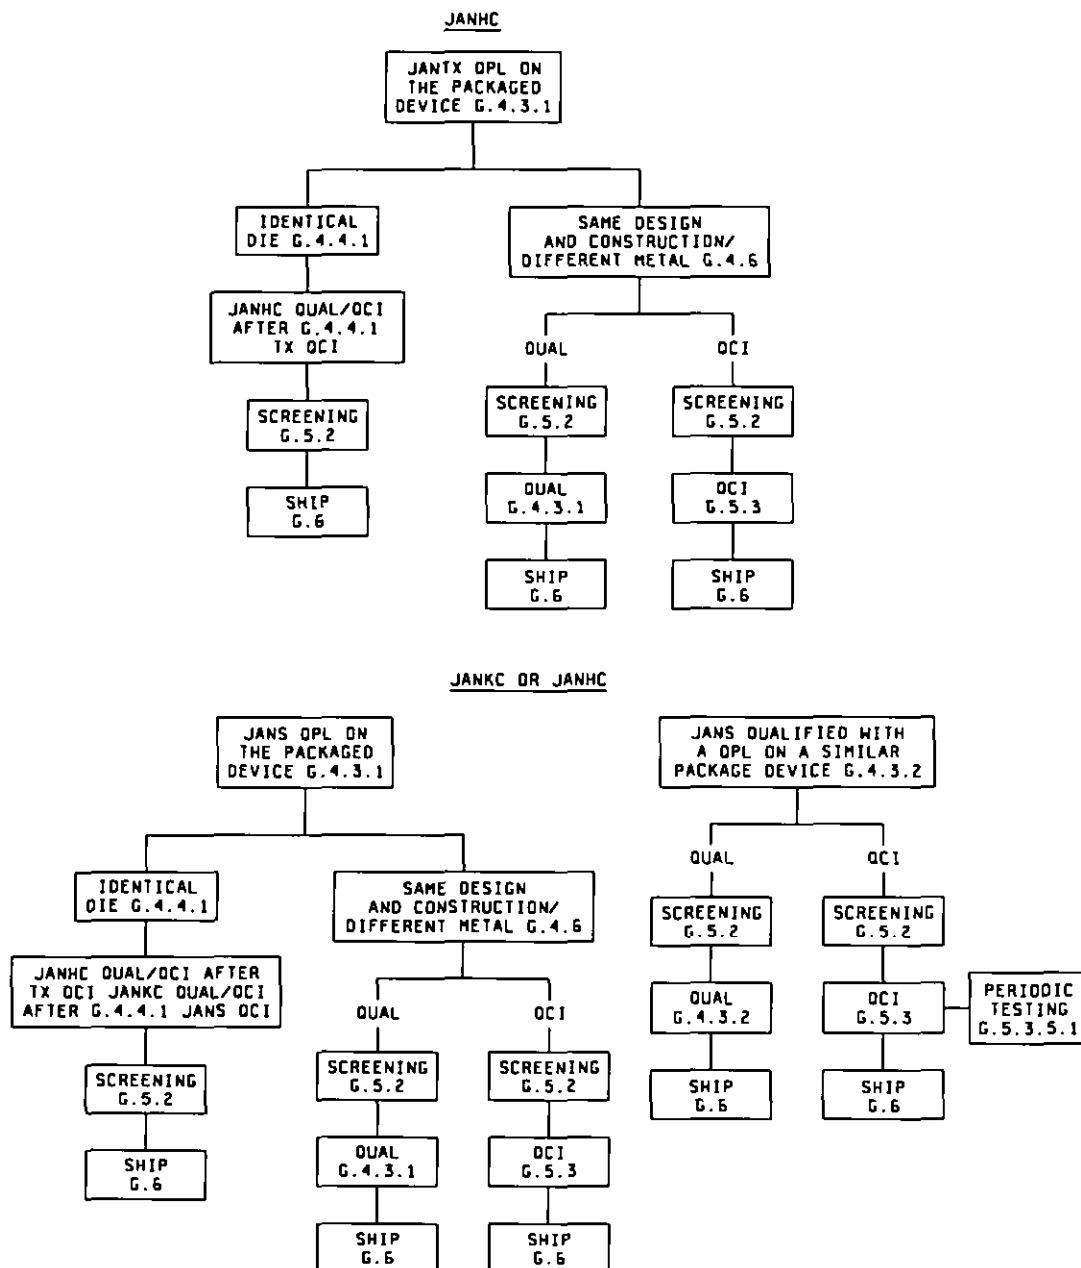 JANHC
JANTX QPL ON
THE PACKAGED
DEVICE G.4.3.1
IDENTICAL
DIE G.4.4.1
SAME DESIGN
AND CONSTRUCTION/
DIFFERENT METAL G.4.6
JANHC QUAL/QCI
AFTER G.4.4.1
TX QCI
QUAL
QCI
SCREENING
G.5.2
SCREENING
G.5.2
SCREENING
G.5.2
SHIP
G.6
QUAL
G.4.3.1
QCI
G.5.3
SHIP
G.6
SHIP
G.6
JANKC OR JANHC
JANS QPL ON
THE PACKAGED
DEVICE G.4.3.1
JANS QUALIFIED WITH
A QPL ON A SIMILAR
PACKAGE DEVICE G.4.3.2
IDENTICAL
DIE G.4.4.1
SAME DESIGN
AND CONSTRUCTION/
DIFFERENT METAL G.4.6
JANHC QUAL/QCI AFTER
TX QCI JANKC QUAL/QCI
AFTER G.4.4.1 JANS QCI
QUAL
QCI
SCREENING
G.5.2
SCREENING
G.5.2
SCREENING
G.5.2
SHIP
G.6
QUAL
G.4.3.1
QCI
G.5.3
SHIP
G.6
SHIP
G.6
QUAL
QCI
SCREENING
G.5.2
SCREENING
G.5.2
QUAL
G.4.3.2
QCI
G.5.3
PERIODIC
TESTING
G.5.3.5.1
SHIP
G.6
SHIP
G.6